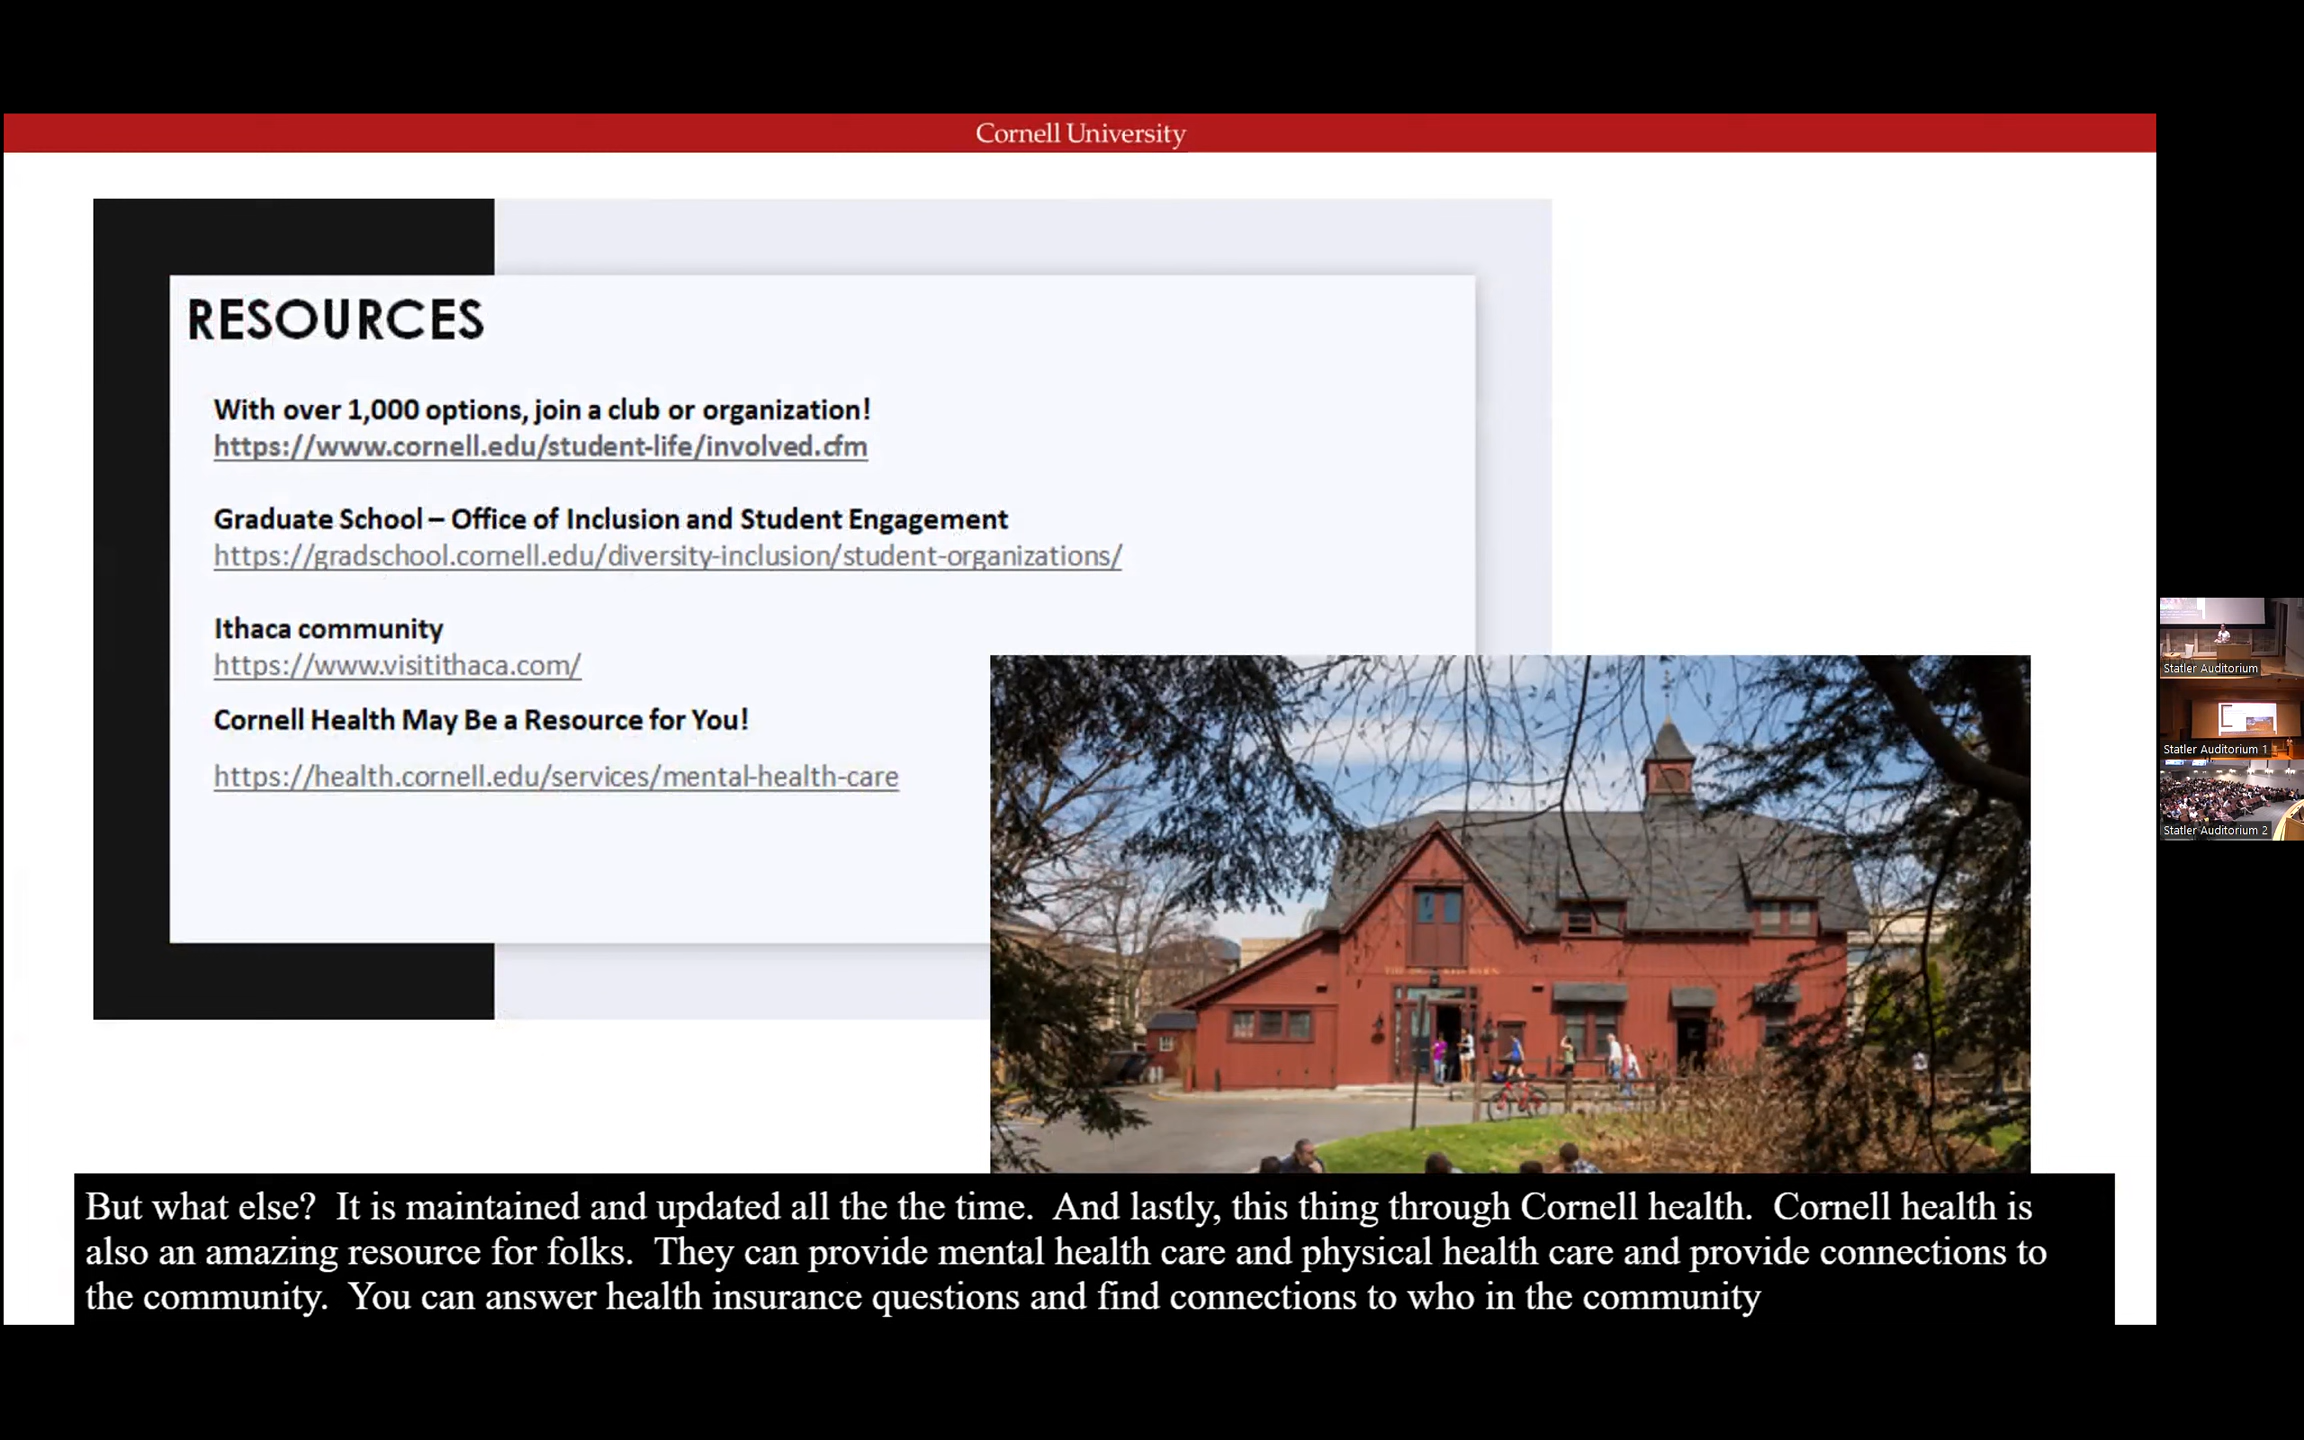 Cornell University
RESOURCES
With over 1,000 options, join a club or organization!
https://www.cornell.edu/student-life/involved.cfm
Graduate School – Office of Inclusion and Student Engagement
https://gradschool.cornell.edu/diversity-inclusion/student-organizations/
Ithaca community
https://www.visitithaca.com/
Cornell Health May Be a Resource for You!
https://health.cornell.edu/services/mental-health-care
Statler Auditorium
Statler Auditorium 1
Statler Auditorium 2
But what else?  It is maintained and updated all the the time.  And lastly, this thing through Cornell health.  Cornell health is
also an amazing resource for folks.  They can provide mental health care and physical health care and provide connections to
the community.  You can answer health insurance questions and find connections to who in the community